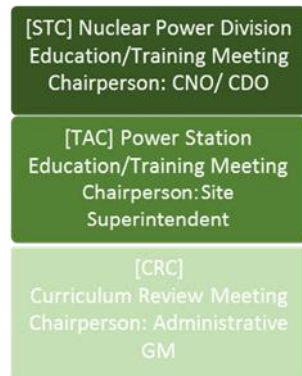 [STC] Nuclear Power Division
Education/Training Meeting
Chairperson: CNO/ CDO
[TAC] Power Station
Education/Training Meeting
Chairperson:Site
Superintendent
[CRC]
Curriculum Review Meeting
Chairperson: Administrative
GM